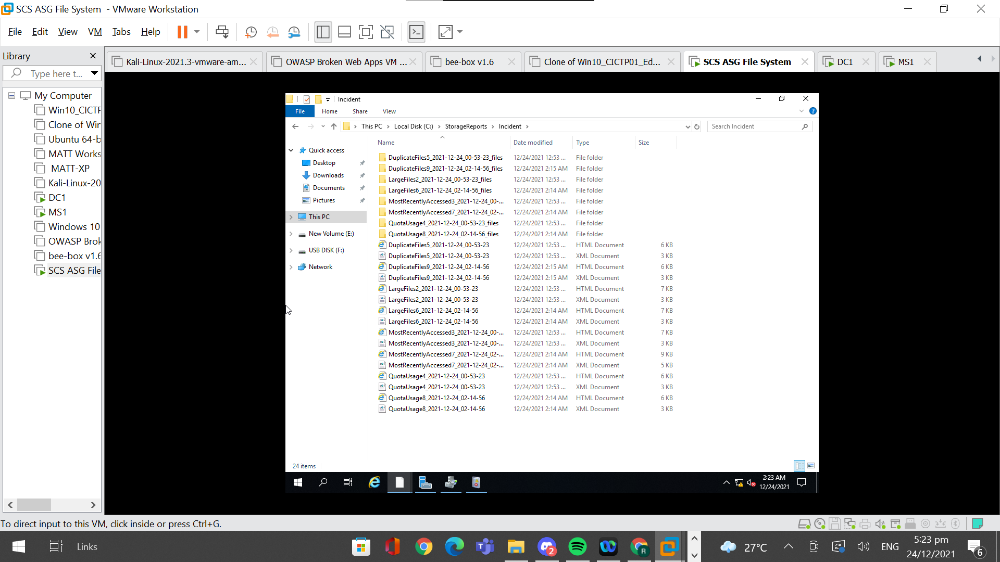 SCS ASG File System - VMware Workstation
File Edit View VM Tabs Help
Library
Type here t...
My Computer
Win10_CICTF
Clone of Wir
Ubuntu 64-b
MATT Works
MATT-XP
Kali-Linux-20
DC1
MS1
Windows 10
OWASP Brok
bee-box v1.6
SCS ASG File
Kali-Linux-2021.3-vmware-am...
OWASP Broken Web Apps VM ...
bee-box v1.6
Clone of Win10_CICTP01_Ed...
SCS ASG File System
DC1
MS1
Incident
File Home Share View
This PC > Local Disk (C:) > StorageReports > Incident >
Search Incident
Quick access
Desktop
Downloads
Documents
Pictures
This PC
New Volume (E:)
USB DISK (F:)
Network
Name Date modified Type Size
DuplicateFiles5_2021-12-24_00-53-23_files 12/24/2021 12:53 ... File folder
DuplicateFiles9_2021-12-24_02-14-56_files 12/24/2021 2:15 AM File folder
LargeFiles2_2021-12-24_00-53-23_files 12/24/2021 12:53 ... File folder
LargeFiles6_2021-12-24_02-14-56_files 12/24/2021 2:14 AM File folder
MostRecentlyAccessed3_2021-12-24_00-... 12/24/2021 12:53 ... File folder
MostRecentlyAccessed7_2021-12-24_02-... 12/24/2021 2:14 AM File folder
QuotaUsage4_2021-12-24_00-53-23_files 12/24/2021 12:53 ... File folder
QuotaUsage8_2021-12-24_02-14-56_files 12/24/2021 2:14 AM File folder
DuplicateFiles5_2021-12-24_00-53-23 12/24/2021 12:53 ... HTML Document 6 KB
DuplicateFiles5_2021-12-24_00-53-23 12/24/2021 12:53 ... XML Document 3 KB
DuplicateFiles9_2021-12-24_02-14-56 12/24/2021 2:15 AM HTML Document 6 KB
DuplicateFiles9_2021-12-24_02-14-56 12/24/2021 2:15 AM XML Document 3 KB
LargeFiles2_2021-12-24_00-53-23 12/24/2021 12:53 ... HTML Document 7 KB
LargeFiles2_2021-12-24_00-53-23 12/24/2021 12:53 ... XML Document 3 KB
LargeFiles6_2021-12-24_02-14-56 12/24/2021 2:14 AM HTML Document 7 KB
LargeFiles6_2021-12-24_02-14-56 12/24/2021 2:14 AM XML Document 3 KB
MostRecentlyAccessed3_2021-12-24_00-... 12/24/2021 12:53 ... HTML Document 7 KB
MostRecentlyAccessed3_2021-12-24_00-... 12/24/2021 12:53 ... XML Document 3 KB
MostRecentlyAccessed7_2021-12-24_02-... 12/24/2021 2:14 AM HTML Document 9 KB
MostRecentlyAccessed7_2021-12-24_02-... 12/24/2021 2:14 AM XML Document 5 KB
QuotaUsage4_2021-12-24_00-53-23 12/24/2021 12:53 ... HTML Document 6 KB
QuotaUsage4_2021-12-24_00-53-23 12/24/2021 12:53 ... XML Document 3 KB
QuotaUsage8_2021-12-24_02-14-56 12/24/2021 2:14 AM HTML Document 6 KB
QuotaUsage8_2021-12-24_02-14-56 12/24/2021 2:14 AM XML Document 3 KB
24 items
2:23 AM
12/24/2021
To direct input to this VM, click inside or press Ctrl+G.
Links
2
R
27°C
ENG
5:23 pm
24/12/2021
6